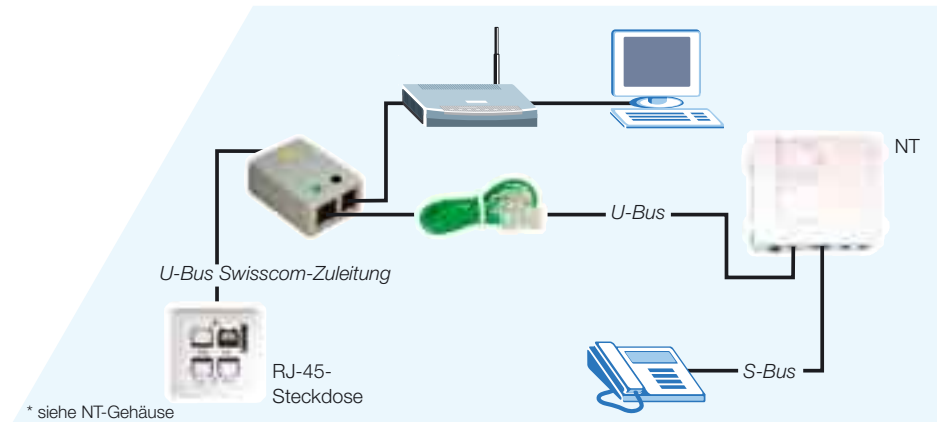 NT
U-Bus
U-Bus Swisscom-Zuleitung
RJ-45-
Steckdose
S-Bus
* siehe NT-Gehäuse